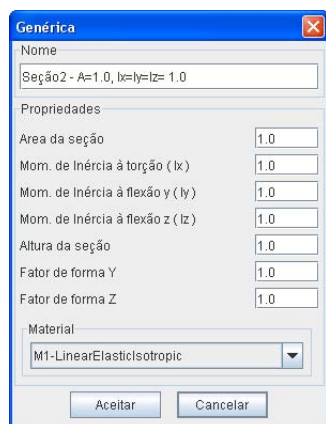 Genérica
Nome
Seção2 - A=1.0, Ix=Iy=Iz= 1.0
Propriedades
Area da seção 1.0
Mom. de Inércia à torção ( Ix ) 1.0
Mom. de Inércia à flexão y ( Iy ) 1.0
Mom. de Inércia à flexão z ( Iz ) 1.0
Altura da seção 1.0
Fator de forma Y 1.0
Fator de forma Z 1.0
Material
M1-LinearElasticIsotropic
Aceitar Cancelar